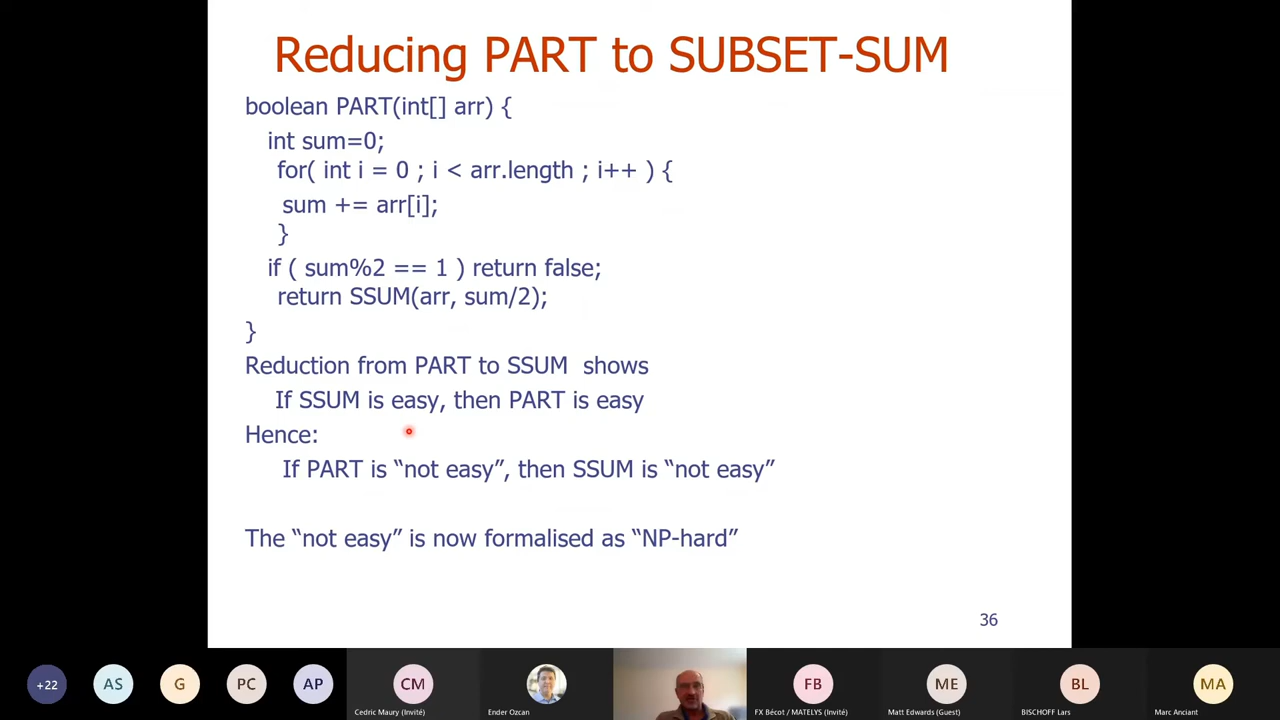 Reducing PART to SUBSET-SUM
boolean PART(int[] arr) {
int sum=0;
for( int i = 0 ; i < arr.length ; i++ ) {
sum += arr[i];
}
if ( sum%2 == 1 ) return false;
return SSUM(arr, sum/2);
}
Reduction from PART to SSUM shows
If SSUM is easy, then PART is easy
Hence:
If PART is “not easy”, then SSUM is “not easy”
The “not easy” is now formalised as “NP-hard”
36
+22 AS G PC AP CM FB ME BL MA
Cedric Maury (Invité) Ender Ozcan FX Bécot / MATELYS (Invité) Matt Edwards (Guest) BISCHOFF Lars Marc Anciant